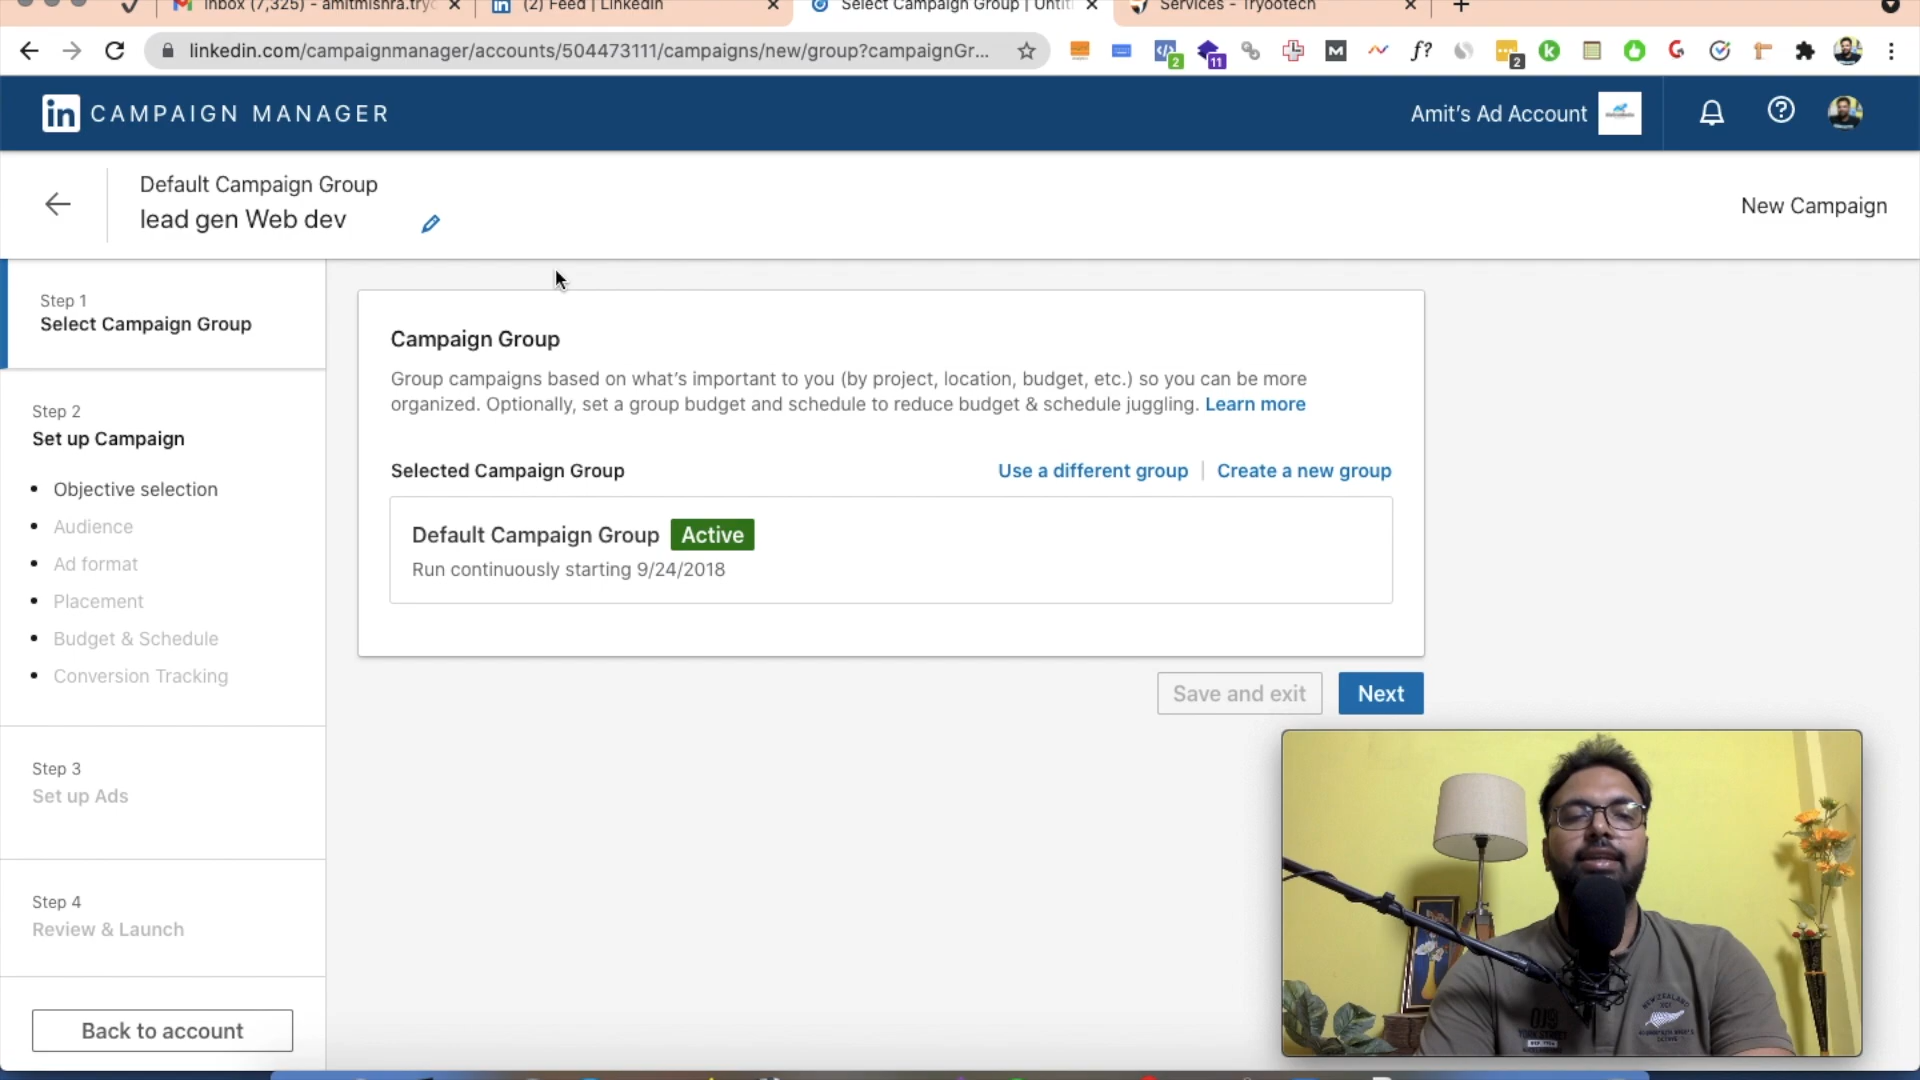 Inbox (7,325) - amitmishra.tryo
(2) Feed | LinkedIn
Select Campaign Group | Untit
Services - Tryootech
linkedin.com/campaignmanager/accounts/504473111/campaigns/new/group?campaignGr...
2
11
M
f?
2
k
in CAMPAIGN MANAGER
Amit's Ad Account
Default Campaign Group
lead gen Web dev
New Campaign
Step 1
Select Campaign Group
Step 2
Set up Campaign
Objective selection
Audience
Ad format
Placement
Budget & Schedule
Conversion Tracking
Step 3
Set up Ads
Step 4
Review & Launch
Back to account
Campaign Group
Group campaigns based on what's important to you (by project, location, budget, etc.) so you can be more
organized. Optionally, set a group budget and schedule to reduce budget & schedule juggling. Learn more
Selected Campaign Group
Use a different group | Create a new group
Default Campaign Group Active
Run continuously starting 9/24/2018
Save and exit
Next
NEW ZEALAND